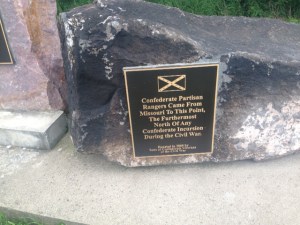 Confederate Partison
Rangers Came From
Missouri To This Point,
The Furthermost
North Of Any
Confederate Incursion
During the Civil War.